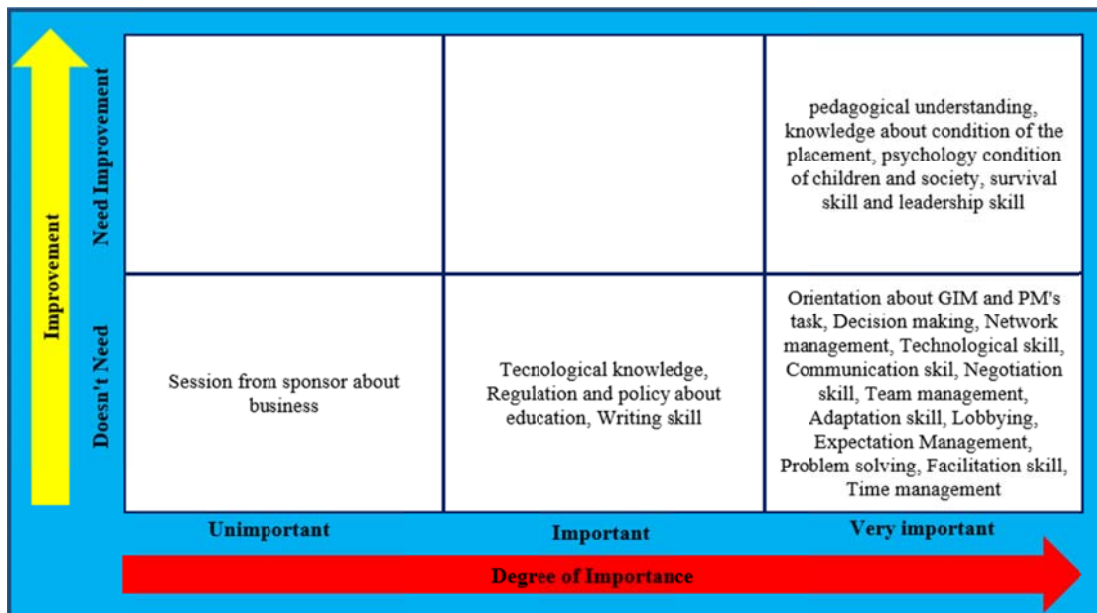 Improvement
Need Improvement
pedagogical understanding,
knowledge about condition of the
placement, psychology condition
of children and society, survival
skill and leadership skill
Doesn't Need
Session from sponsor about
business
Tecnological knowledge,
Regulation and policy about
education, Writing skill
Orientation about GIM and PM's
task, Decision making, Network
management, Technological skill,
Communication skil, Negotiation
skill, Team management,
Adaptation skill, Lobbying,
Expectation Management,
Problem solving, Facilitation skill,
Time management
Unimportant
Important
Very important
Degree of Importance